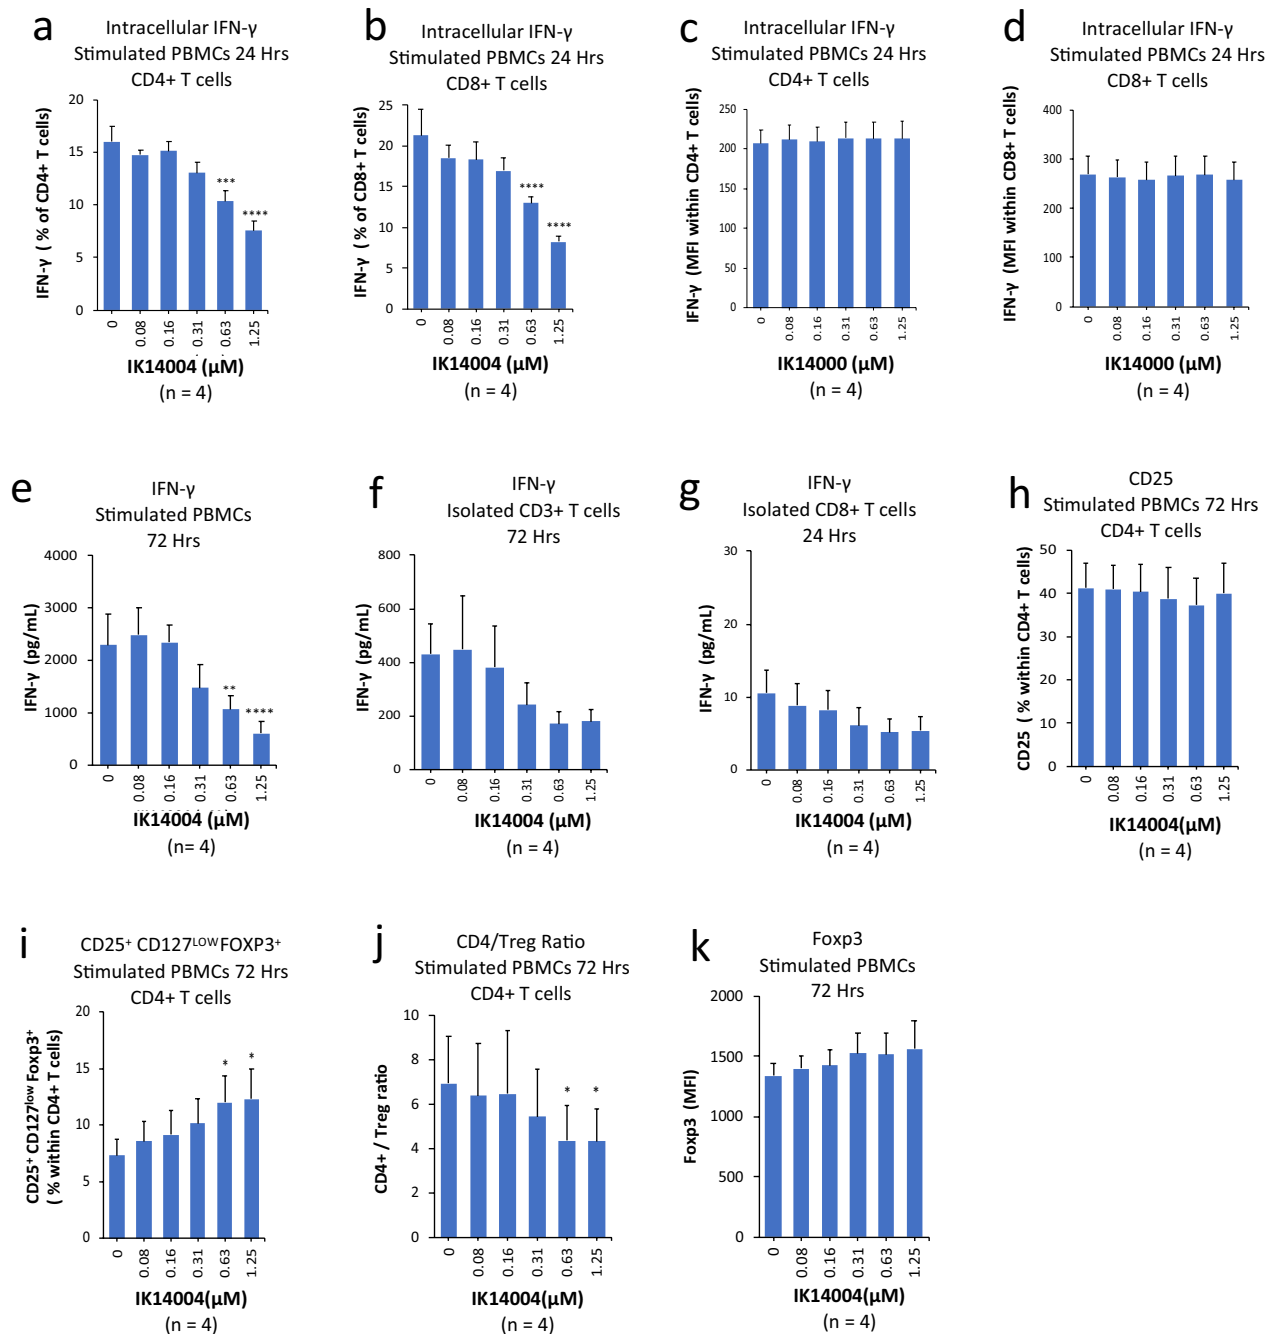 a
Intracellular IFN-γ
Stimulated PBMCs 24 Hrs
CD4+ T cells
IFN-γ ( % of CD4+ T cells)
20
15
10
5
0
***
****
0
0.08
0.16
0.31
0.63
1.25
IK14004 (μM)
(n = 4)
b
Intracellular IFN-γ
Stimulated PBMCs 24 Hrs
CD8+ T cells
IFN-γ ( % of CD8+ T cells)
25
20
15
10
5
0
****
****
0
0.08
0.16
0.31
0.63
1.25
IK14004 (μM)
(n = 4)
c
Intracellular IFN-γ
Stimulated PBMCs 24 Hrs
CD4+ T cells
IFN-γ (MFI within CD4+ T cells)
250
200
150
100
50
0
0
0.08
0.16
0.31
0.63
1.25
IK14000 (μM)
(n = 4)
d
Intracellular IFN-γ
Stimulated PBMCs 24 Hrs
CD8+ T cells
IFN-γ (MFI within CD8+ T cells)
400
300
200
100
0
0
0.08
0.16
0.31
0.63
1.25
IK14000 (μM)
(n = 4)
e
IFN-γ
Stimulated PBMCs
72 Hrs
IFN-γ (pg/mL)
4000
3000
2000
1000
0
**
****
0
0.08
0.16
0.31
0.63
1.25
IK14004 (μM)
(n= 4)
f
IFN-γ
Isolated CD3+ T cells
72 Hrs
IFN-γ (pg/mL)
800
600
400
200
0
0
0.08
0.16
0.31
0.63
1.25
IK14004 (μM)
(n = 4)
g
IFN-γ
Isolated CD8+ T cells
24 Hrs
IFN-γ (pg/mL)
30
20
10
0
0
0.08
0.16
0.31
0.63
1.25
IK14004 (μM)
(n = 4)
h
CD25
Stimulated PBMCs 72 Hrs
CD4+ T cells
CD25 ( % within CD4+ T cells)
50
40
30
20
10
0
0
0.08
0.16
0.31
0.63
1.25
IK14004(μM)
(n = 4)
i
CD25⁺ CD127ᴸᴼᵂFOXP3⁺
Stimulated PBMCs 72 Hrs
CD4+ T cells
CD25⁺ CD127ˡᵒʷ Foxp3⁺
( % within CD4+ T cells)
20
15
10
5
0
*
*
0
0.08
0.16
0.31
0.63
1.25
IK14004(μM)
(n = 4)
j
CD4/Treg Ratio
Stimulated PBMCs 72 Hrs
CD4+ T cells
CD4+ / Treg ratio
10
8
6
4
2
0
*
*
0
0.08
0.16
0.31
0.63
1.25
IK14004(μM)
(n = 4)
k
Foxp3
Stimulated PBMCs
72 Hrs
Foxp3 (MFI)
2000
1500
1000
500
0
0
0.08
0.16
0.31
0.63
1.25
IK14004(μM)
(n = 4)